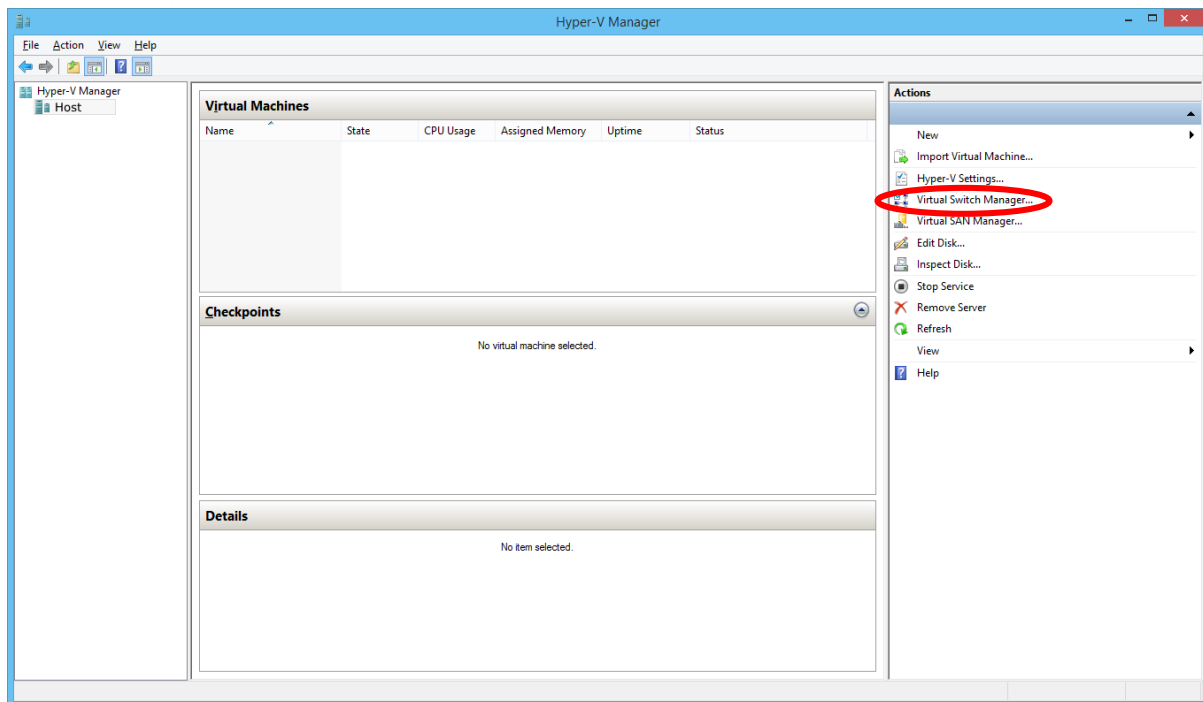 Hyper-V Manager
File Action View Help
Hyper-V Manager
Host
Virtual Machines
Name State CPU Usage Assigned Memory Uptime Status
Checkpoints
No virtual machine selected.
Details
No item selected.
Actions
New
Import Virtual Machine...
Hyper-V Settings...
Virtual Switch Manager...
Virtual SAN Manager...
Edit Disk...
Inspect Disk...
Stop Service
Remove Server
Refresh
View
Help